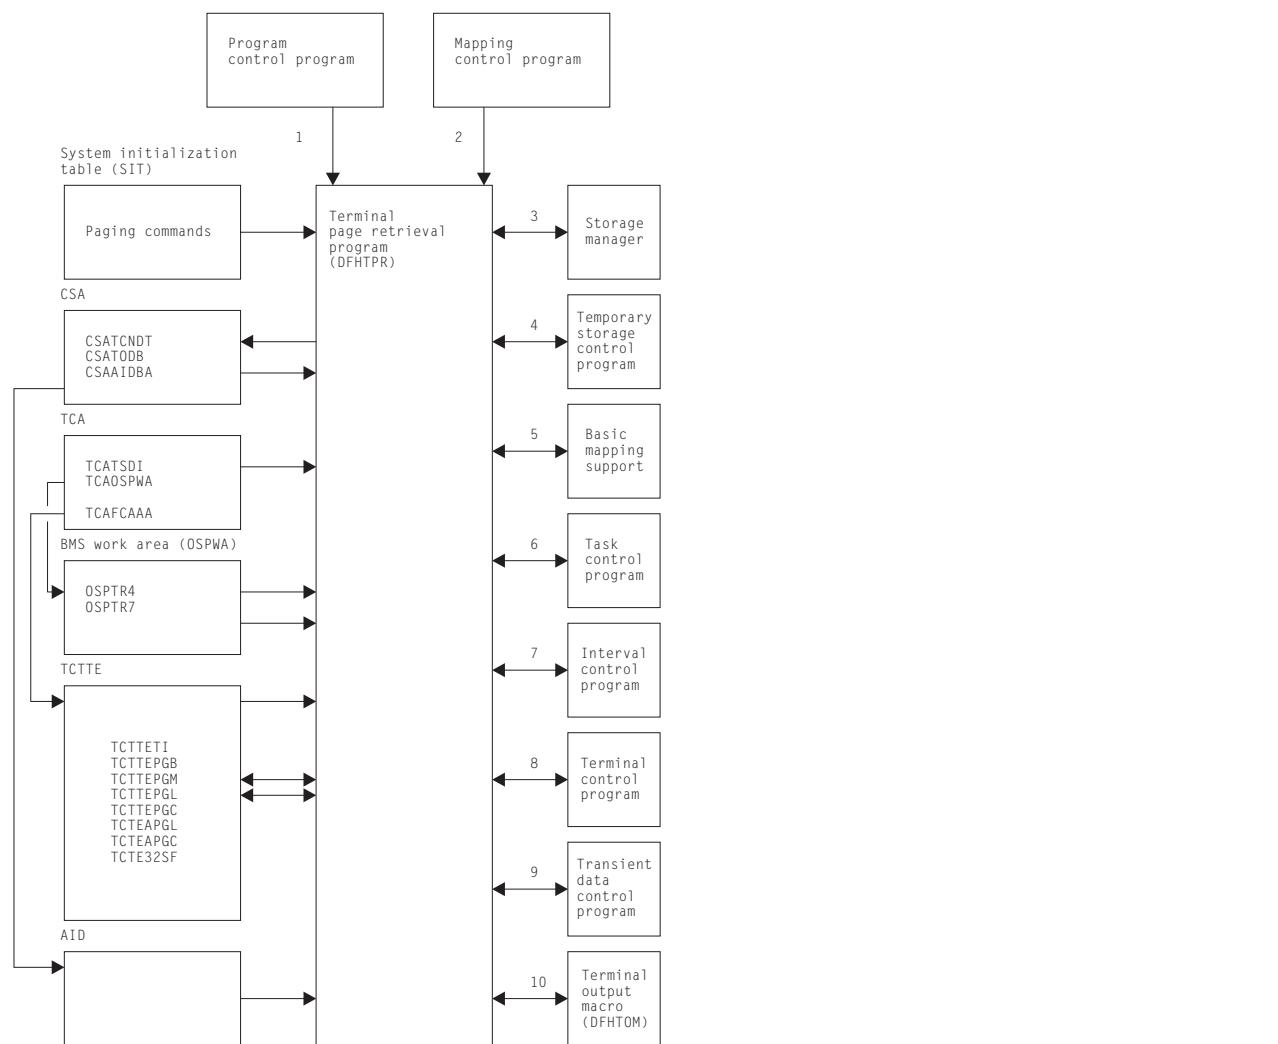 Program
control program
Mapping
control program
1
2
System initialization
table (SIT)
Paging commands
Terminal
page retrieval
program
(DFHTPR)
3
Storage
manager
CSA
CSATCNDT
CSATODB
CSAAIDBA
4
Temporary
storage
control
program
TCA
TCATSDI
TCAOSPWA
TCAFCAAA
5
Basic
mapping
support
BMS work area (OSPWA)
OSPTR4
OSPTR7
6
Task
control
program
TCTTE
TCTTETI
TCTTEPGB
TCTTEPGM
TCTTEPGL
TCTTEPGC
TCTEAPGL
TCTEAPGC
TCTE32SF
7
Interval
control
program
8
Terminal
control
program
9
Transient
data
control
program
AID
10
Terminal
output
macro
(DFHTOM)